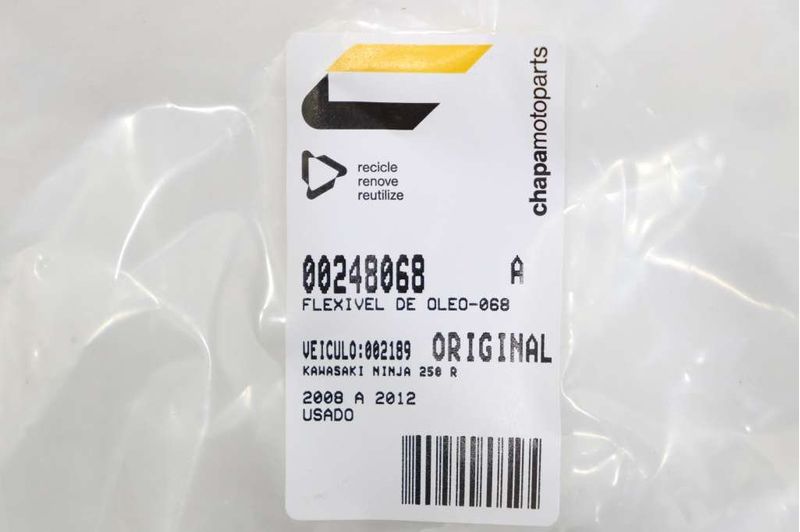 chapamotoparts
recicle
renove
reutilize
00248068 A
FLEXIVEL DE OLEO-068
VEICULO:002189 ORIGINAL
KAWASAKI NINJA 250 R
2008 A 2012
USADO